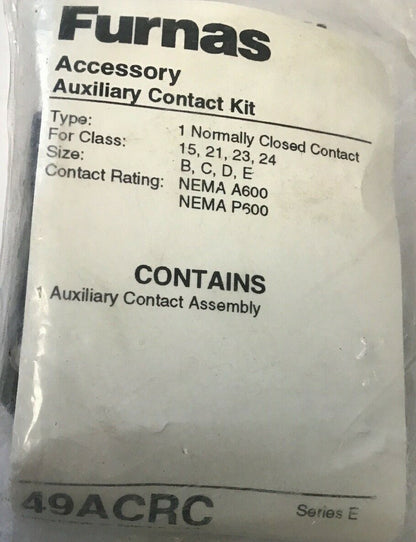 Furnas
Accessory
Auxiliary Contact Kit
Type: 1 Normally Closed Contact
For Class: 15, 21, 23, 24
Size: B, C, D, E
Contact Rating: NEMA A600
NEMA P600
CONTAINS
1 Auxiliary Contact Assembly
49ACRC Series E